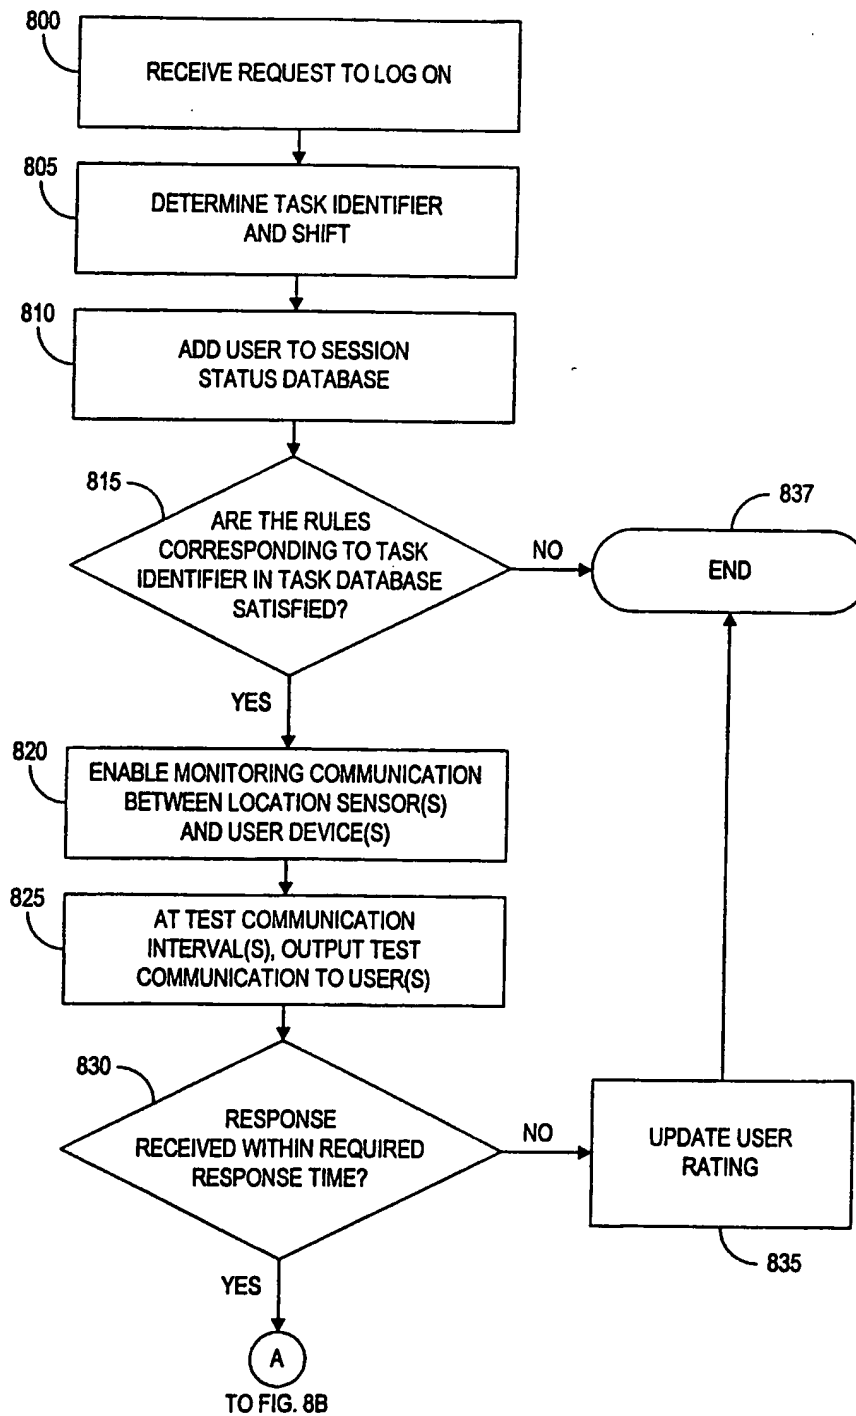 800
RECEIVE REQUEST TO LOG ON
805
DETERMINE TASK IDENTIFIER
AND SHIFT
810
ADD USER TO SESSION
STATUS DATABASE
815
ARE THE RULES
CORRESPONDING TO TASK
IDENTIFIER IN TASK DATABASE
SATISFIED?
NO
837
END
YES
820
ENABLE MONITORING COMMUNICATION
BETWEEN LOCATION SENSOR(S)
AND USER DEVICE(S)
825
AT TEST COMMUNICATION
INTERVAL(S), OUTPUT TEST
COMMUNICATION TO USER(S)
830
RESPONSE
RECEIVED WITHIN REQUIRED
RESPONSE TIME?
NO
UPDATE USER
RATING
835
YES
A
TO FIG. 8B